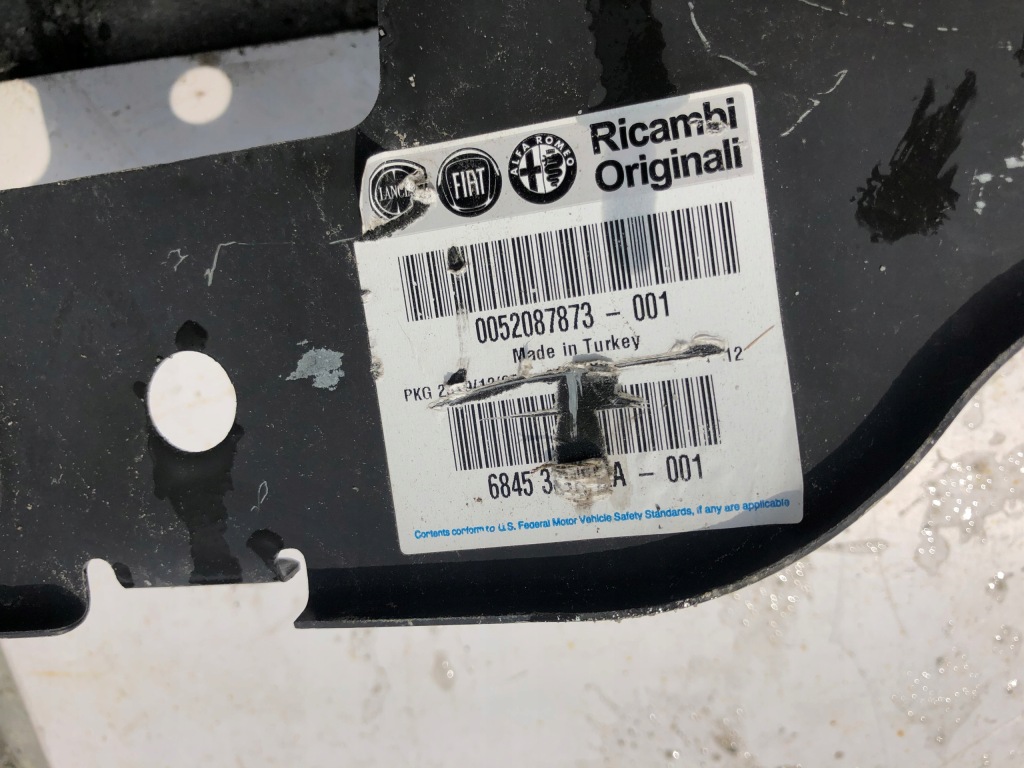 FIAT
ALFA ROMEO
Ricambi
Originali
0052087873 - 001
Made in Turkey
PKG
12
6845 - 001
Contents conform to U.S. Federal Motor Vehicle Safety Standards, if any are applicable